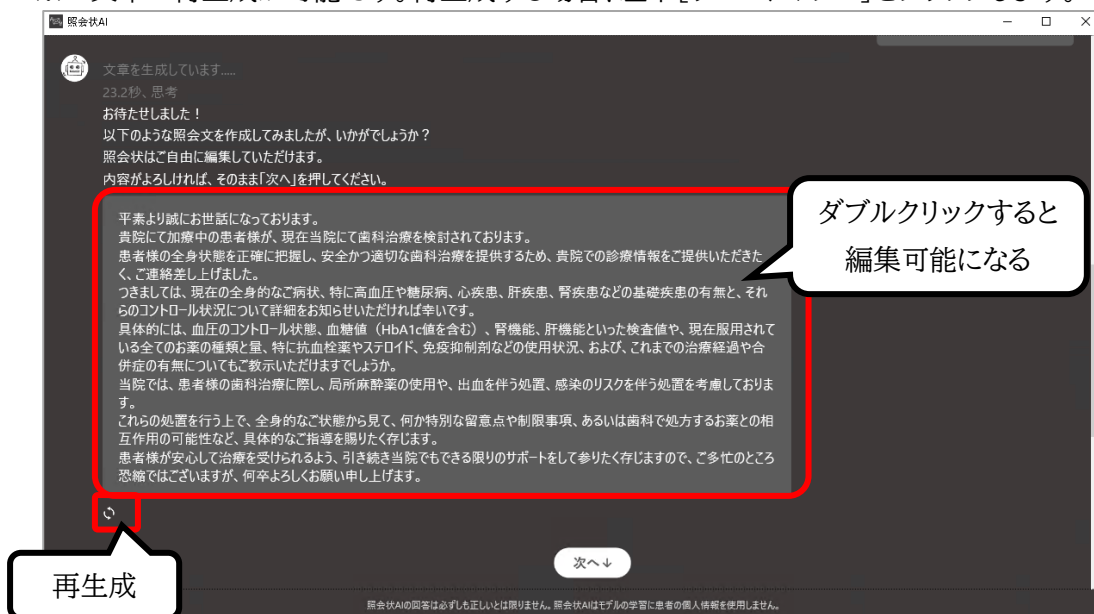 照会状AI
文章を生成しています.....
23.2秒、思考
お待たせしました！
以下のような照会文を作成してみましたが、いかがでしょうか？
照会状はご自由に編集していただけます。
内容がよろしければ、そのまま「次へ」を押してください。
平素より誠にお世話になっております。
貴院にて加療中の患者様が、現在当院にて歯科治療を検討されております。
患者様の全身状態を正確に把握し、安全かつ適切な歯科治療を提供するため、貴院での診療情報をご提供いただきた
く、ご連絡差し上げました。
つきましては、現在の全身的なご病状、特に高血圧や糖尿病、心疾患、肝疾患、腎疾患などの基礎疾患の有無と、それ
らのコントロール状況について詳細をお知らせいただければ幸いです。
具体的には、血圧のコントロール状態、血糖値（HbA1c値を含む）、腎機能、肝機能といった検査値や、現在服用されて
いる全てのお薬の種類と量、特に抗血栓薬やステロイド、免疫抑制剤などの使用状況、および、これまでの治療経過や合
併症の有無についてもご教示いただけますでしょうか。
当院では、患者様の歯科治療に際し、局所麻酔薬の使用や、出血を伴う処置、感染のリスクを伴う処置を考慮しておりま
す。
これらの処置を行う上で、全身的なご状態から見て、何か特別な留意点や制限事項、あるいは歯科で処方するお薬との相
互作用の可能性など、具体的なご指導を賜りたく存じます。
患者様が安心して治療を受けられるよう、引き続き当院でもできる限りのサポートをして参りたく存じますので、ご多忙のところ
恐縮ではございますが、何卒よろしくお願い申し上げます。
ダブルクリックすると
編集可能になる
再生成
次へ↓
照会状AIの回答は必ずしも正しいとは限りません。照会状AIはモデルの学習に患者の個人情報を使用しません。